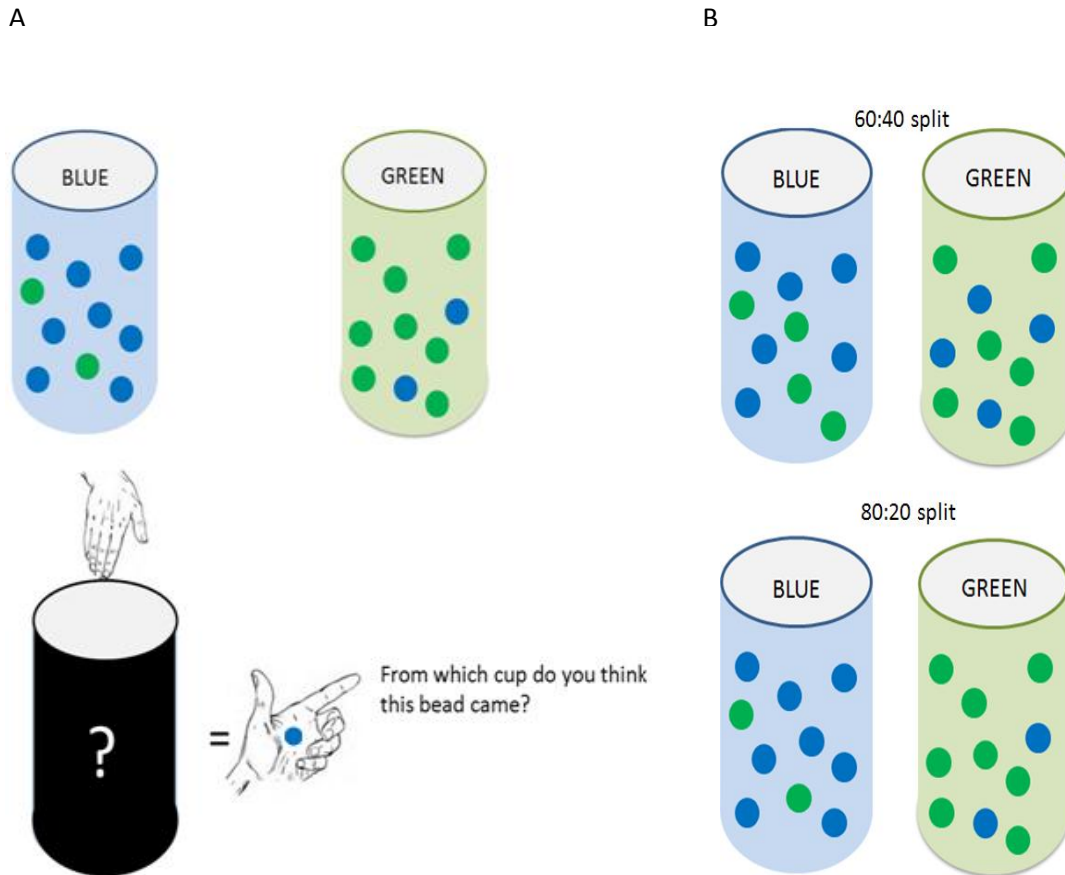 A
B
60:40 split
BLUE
GREEN
BLUE
GREEN
80:20 split
BLUE
GREEN
?
=
From which cup do you think
this bead came?